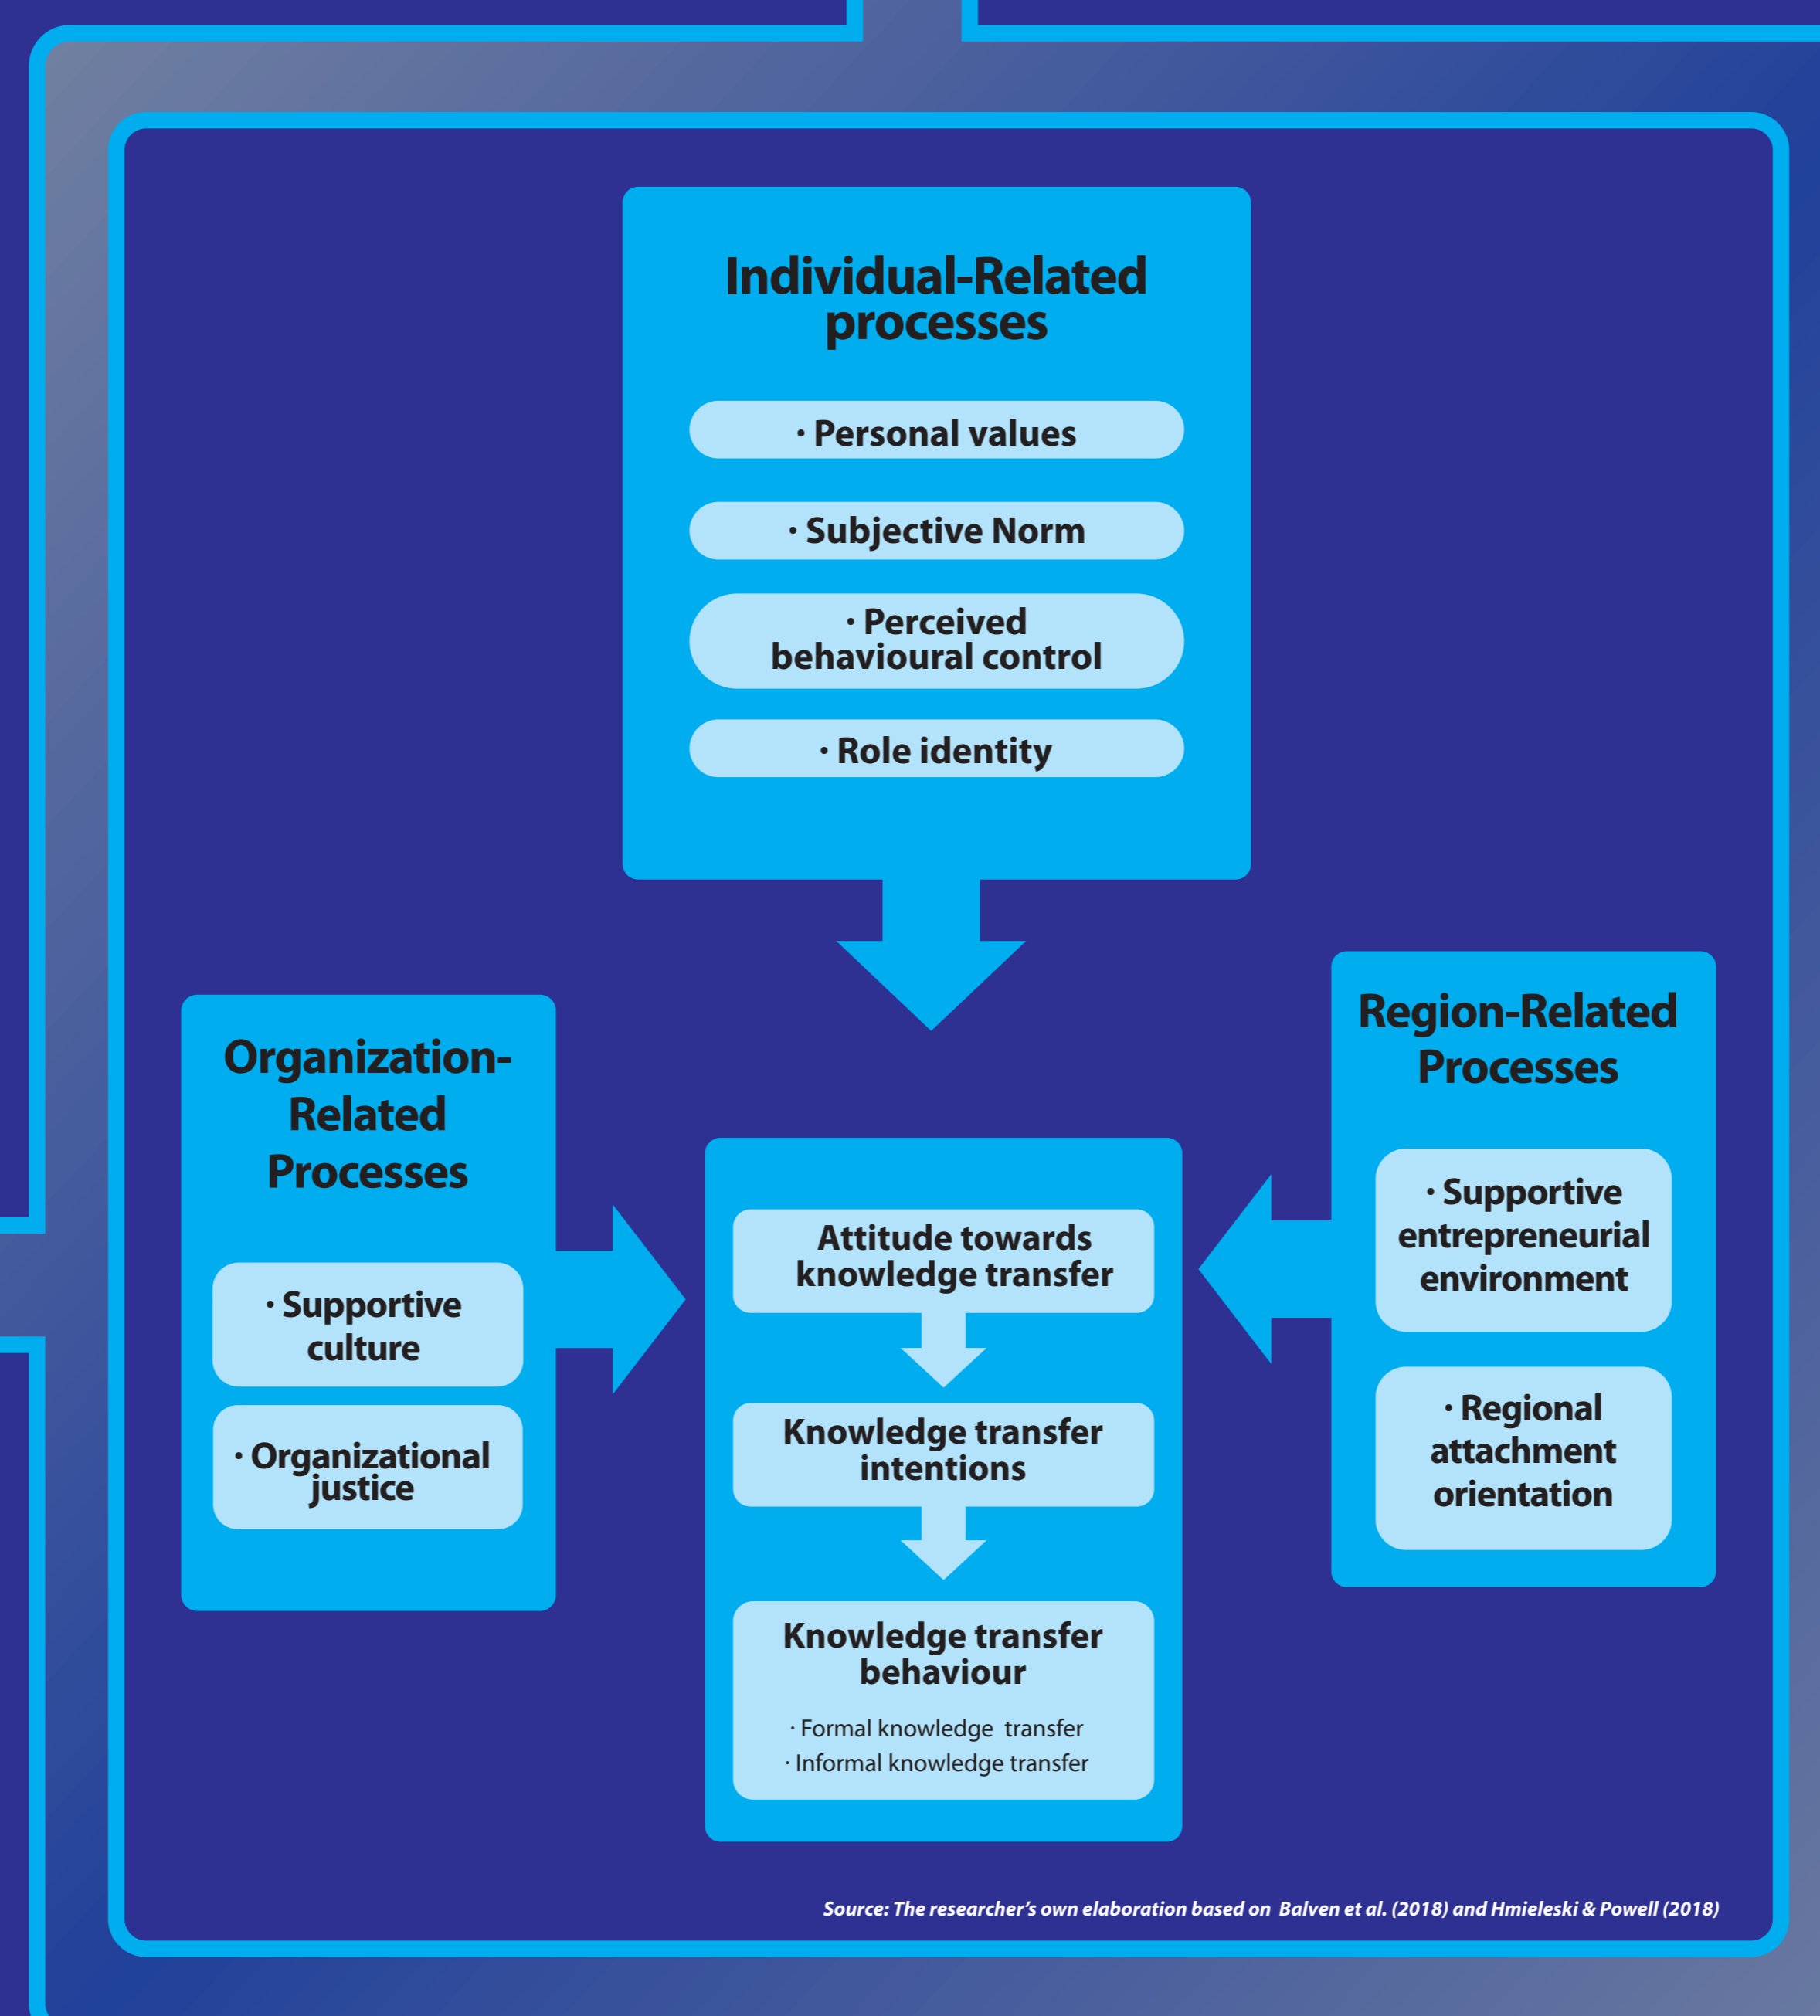 Individual-Related
processes
· Personal values
· Subjective Norm
· Perceived
behavioural control
· Role identity
Organization-
Related
Processes
· Supportive
culture
· Organizational
justice
Attitude towards
knowledge transfer
Knowledge transfer
intentions
Knowledge transfer
behaviour
· Formal knowledge transfer
· Informal knowledge transfer
Region-Related
Processes
· Supportive
entrepreneurial
environment
· Regional
attachment
orientation
Source: The researcher's own elaboration based on Balven et al. (2018) and Hmieleski & Powell (2018)